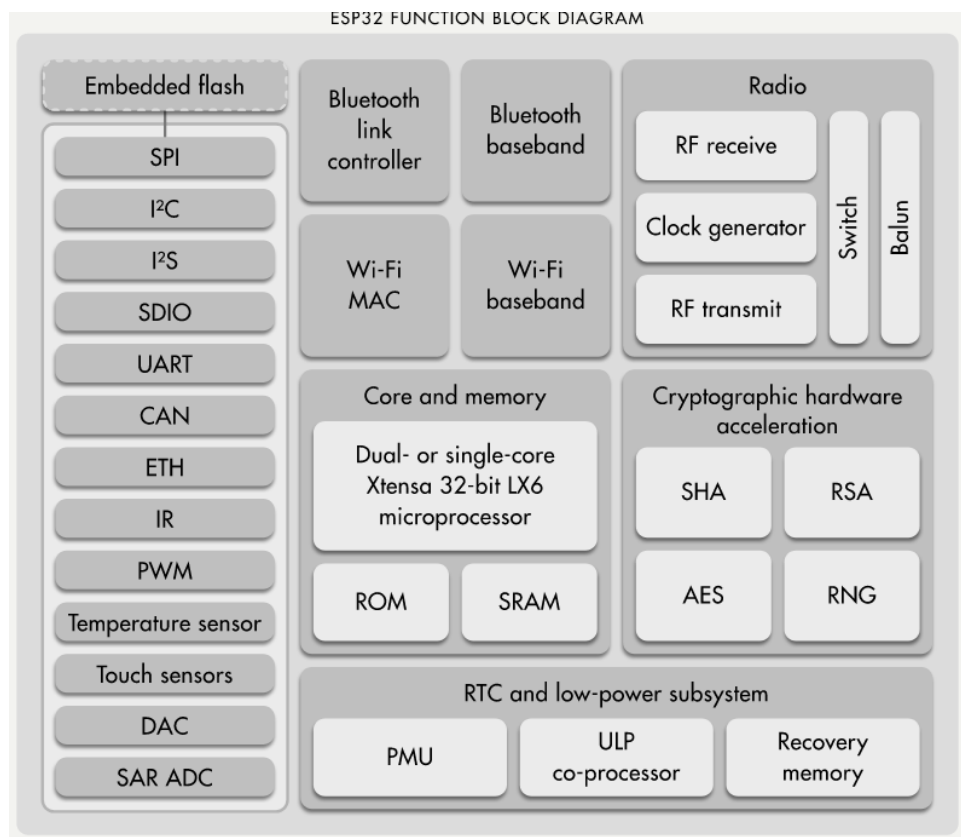 ESP32 FUNCTION BLOCK DIAGRAM
Embedded flash
SPI
I²C
I²S
SDIO
UART
CAN
ETH
IR
PWM
Temperature sensor
Touch sensors
DAC
SAR ADC
Bluetooth
link
controller
Bluetooth
baseband
Wi-Fi
MAC
Wi-Fi
baseband
Radio
RF receive
Clock generator
RF transmit
Switch
Balun
Core and memory
Dual- or single-core
Xtensa 32-bit LX6
microprocessor
ROM
SRAM
Cryptographic hardware
acceleration
SHA
RSA
AES
RNG
RTC and low-power subsystem
PMU
ULP
co-processor
Recovery
memory